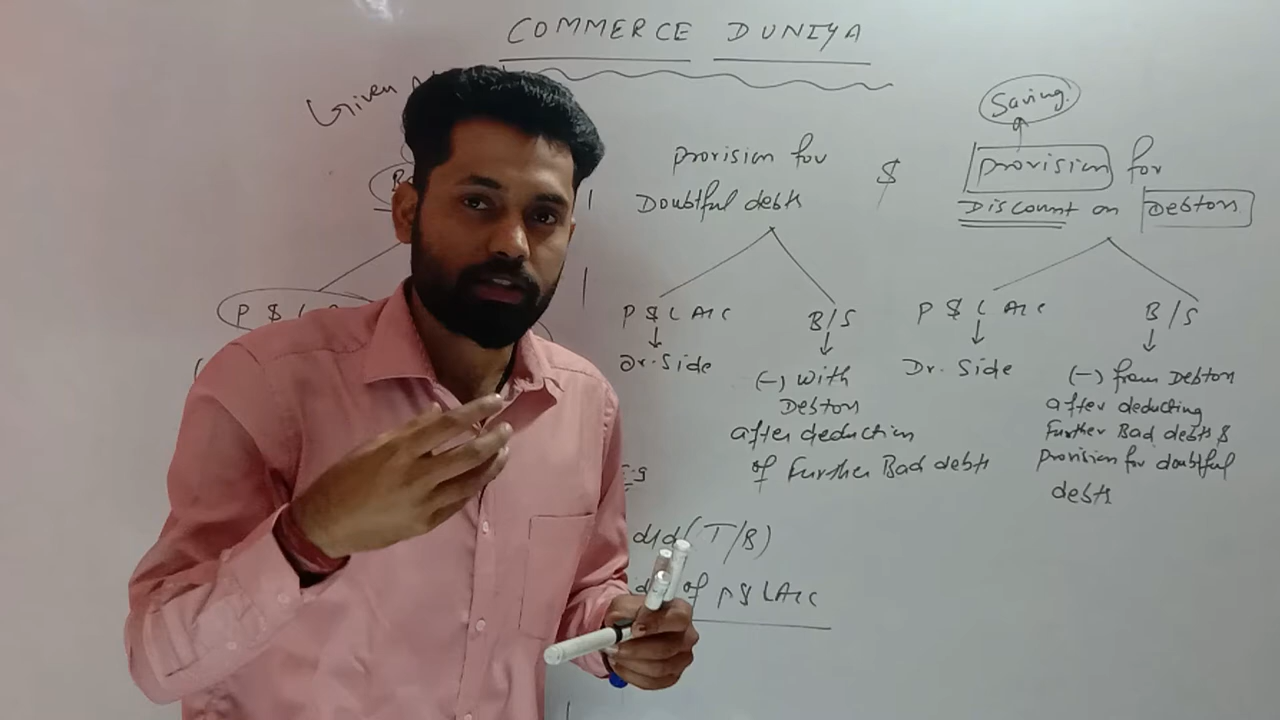 COMMERCE DUNIYA
Given
Saving
Provision for
Doubtful debts
$
Provision for
Discount on Debtors
P $ L
P $ L A/c
B/S
P $ L A/c
B/S
Dr. Side
(-) with
Debtors
after deduction
of Further Bad debts
Dr. Side
(-) from Debtors
after deducting
Further Bad debts &
provision for doubtful
debts
E.g
(T/B)
of P $ L A/c